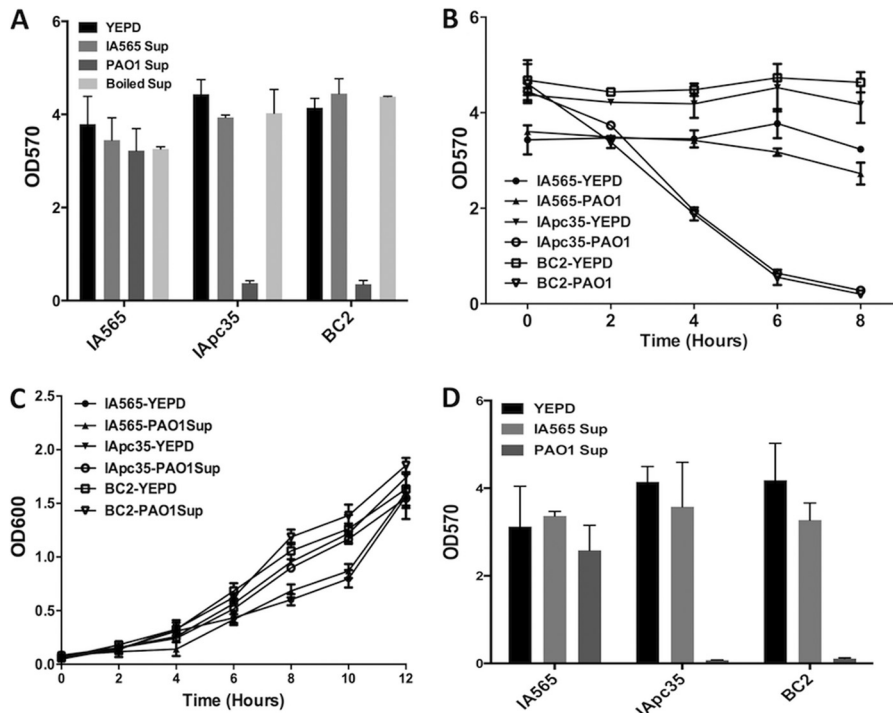 A
YEPD
IA565 Sup
PAO1 Sup
Boiled Sup
OD570
6
4
2
0
IA565
IApc35
BC2
B
OD570
6
4
2
0
IA565-YEPD
IA565-PAO1
IApc35-YEPD
IApc35-PAO1
BC2-YEPD
BC2-PAO1
0 2 4 6 8
Time (Hours)
C
OD600
2.5
2.0
1.5
1.0
0.5
0.0
IA565-YEPD
IA565-PAO1Sup
IApc35-YEPD
IApc35-PAO1Sup
BC2-YEPD
BC2-PAO1Sup
0 2 4 6 8 10 12
Time (Hours)
D
YEPD
IA565 Sup
PAO1 Sup
OD570
6
4
2
0
IA565
IApc35
BC2